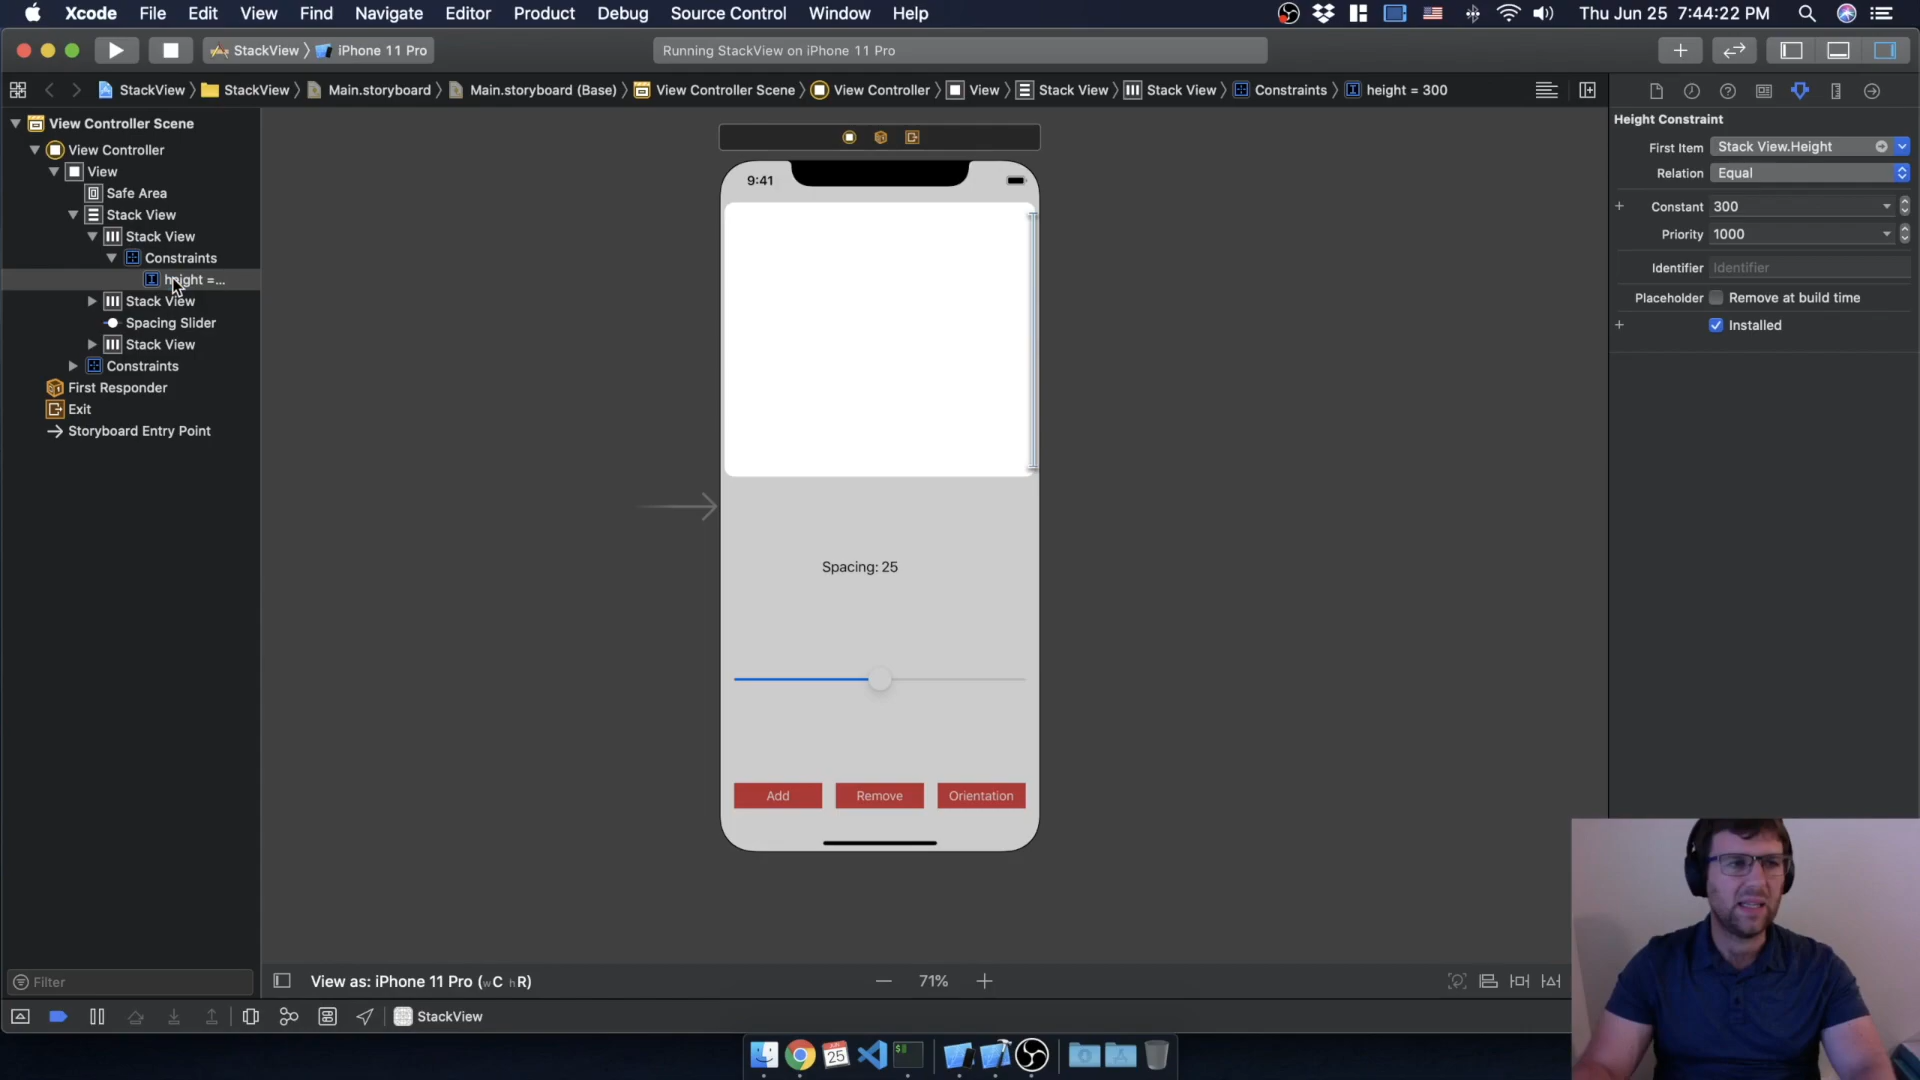 Xcode File Edit View Find Navigate Editor Product Debug Source Control Window Help Thu Jun 25 7:44:22 PM
StackView iPhone 11 Pro Running StackView on iPhone 11 Pro
StackView StackView Main.storyboard Main.storyboard (Base) View Controller Scene View Controller View Stack View Stack View Constraints height = 300
View Controller Scene
View Controller
View
Safe Area
Stack View
Stack View
Constraints
height =...
Stack View
Spacing Slider
Stack View
Constraints
First Responder
Exit
Storyboard Entry Point
Filter
9:41
Spacing: 25
Add Remove Orientation
View as: iPhone 11 Pro (wC hR) 71%
StackView
Height Constraint
First Item Stack View.Height
Relation Equal
Constant 300
Priority 1000
Identifier Identifier
Placeholder Remove at build time
Installed
JUN
25
$